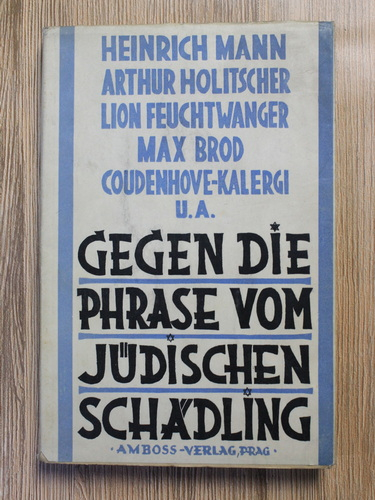 HEINRICH MANN
ARTHUR HOLITSCHER
LION FEUCHTWANGER
MAX BROD
COUDENHOVE-KALERGI
U.A.
GEGEN DIE
PHRASE VOM
JÜDISCHEN
SCHÄDLING
· AMBOSS-VERLAG, PRAG ·